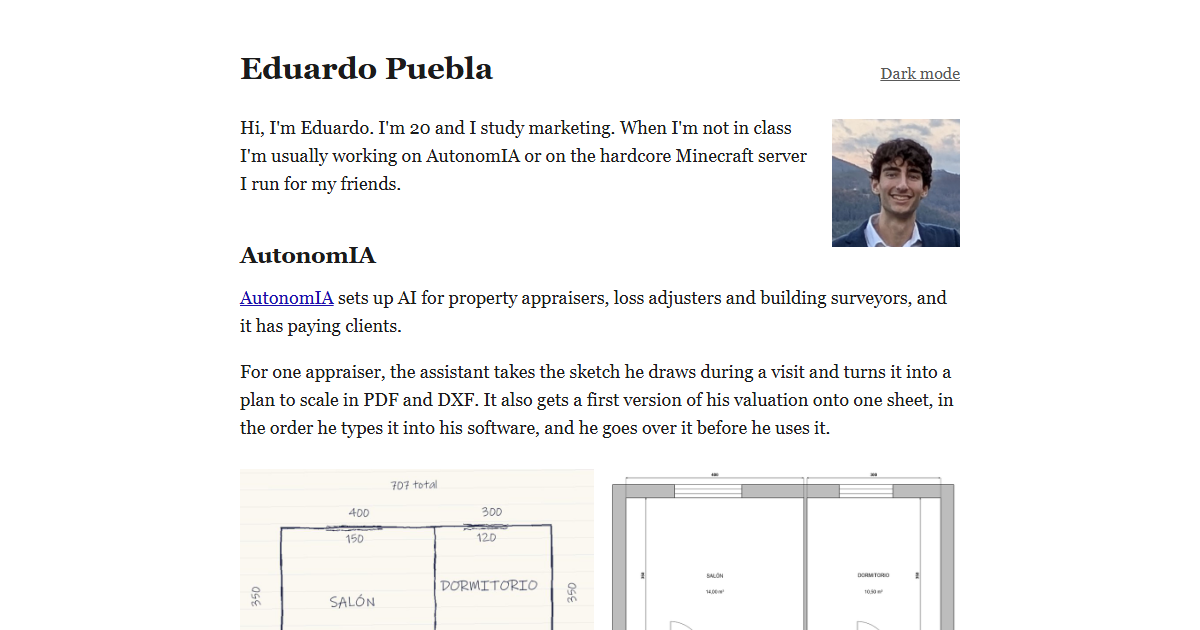 Eduardo Puebla
Dark mode
Hi, I'm Eduardo. I'm 20 and I study marketing. When I'm not in class
I'm usually working on AutonomIA or on the hardcore Minecraft server
I run for my friends.
AutonomIA
AutonomIA sets up AI for property appraisers, loss adjusters and building surveyors, and
it has paying clients.
For one appraiser, the assistant takes the sketch he draws during a visit and turns it into a
plan to scale in PDF and DXF. It also gets a first version of his valuation onto one sheet, in
the order he types it into his software, and he goes over it before he uses it.
707 total
400
300
150
120
350
SALÓN
DORMITORIO
350
SALÓN
14,00 m²
DORMITORIO
10,50 m²